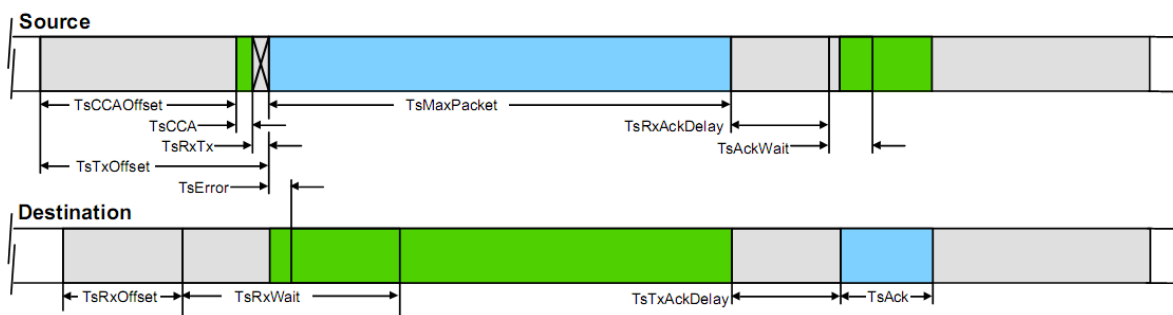 Source
TsCCAOffset
TsMaxPacket
TsCCA
TsRxAckDelay
TsRxTx
TsAckWait
TsTxOffset
TsError
Destination
TsRxOffset
TsRxWait
TsTxAckDelay
TsAck